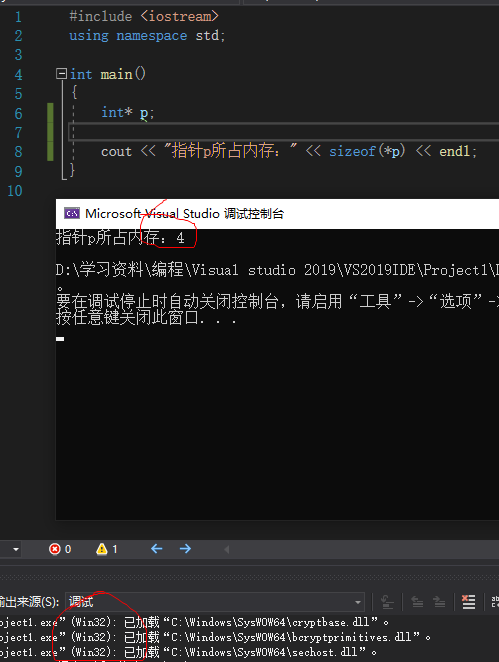 1 #include <iostream>
2 using namespace std;
3
4 int main()
5 {
6 int* p;
7
8 cout << "指针p所占内存：" << sizeof(*p) << endl;
9 }
10
Microsoft Visual Studio 调试控制台
指针p所占内存：4
D:\学习资料\编程\Visual studio 2019\VS2019IDE\Project1\
。
要在调试停止时自动关闭控制台，请启用“工具”->“选项”-
按任意键关闭此窗口. . .
0 1
输出来源(S): 调试
oject1.exe”(Win32): 已加载“C:\Windows\SysWOW64\cryptbase.dll”。
oject1.exe”(Win32): 已加载“C:\Windows\SysWOW64\bcryptprimitives.dll”。
oject1.exe”(Win32): 已加载“C:\Windows\SysWOW64\sechost.dll”。